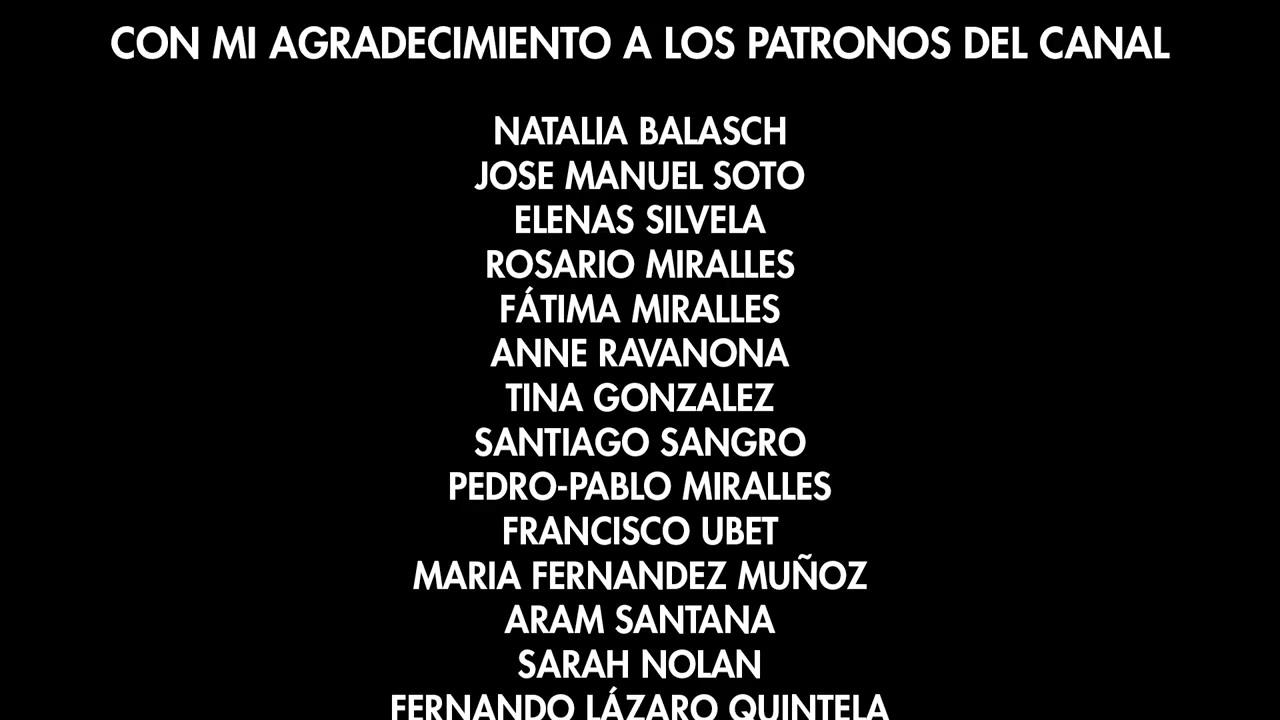 CON MI AGRADECIMIENTO A LOS PATRONOS DEL CANAL
NATALIA BALASCH
JOSE MANUEL SOTO
ELENAS SILVELA
ROSARIO MIRALLES
FÁTIMA MIRALLES
ANNE RAVANONA
TINA GONZALEZ
SANTIAGO SANGRO
PEDRO-PABLO MIRALLES
FRANCISCO UBET
MARIA FERNANDEZ MUÑOZ
ARAM SANTANA
SARAH NOLAN
FERNANDO LÁZARO QUINTELA